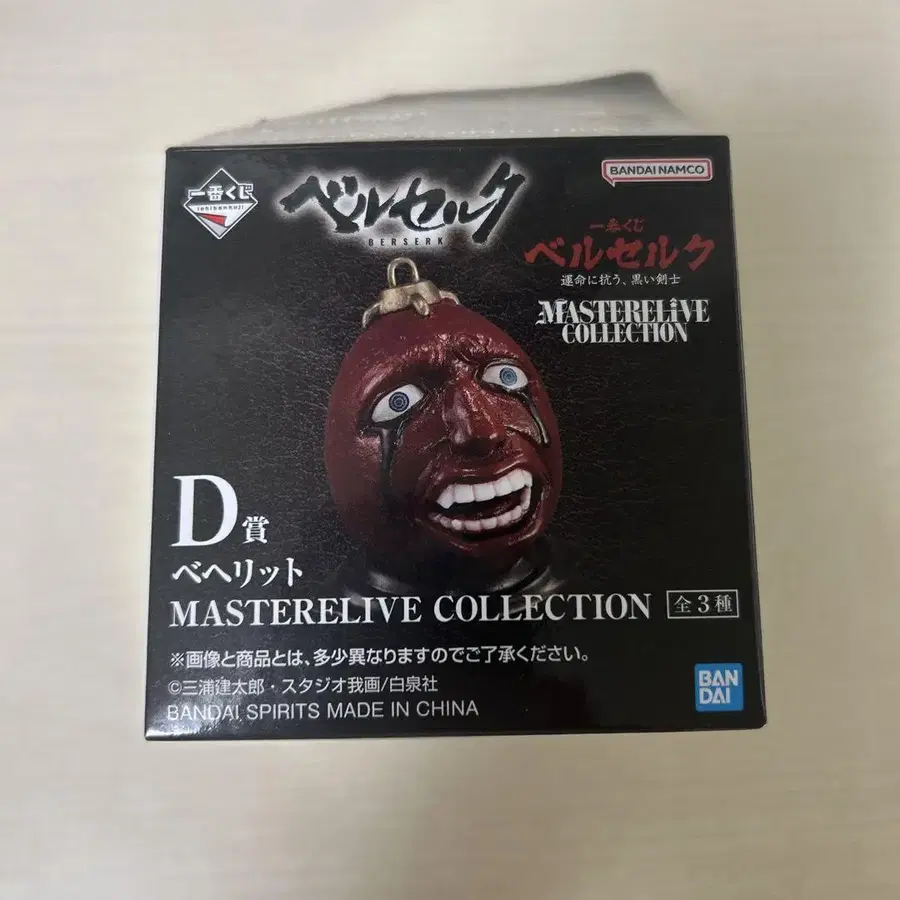 一番くじ
ichibankuji
ベルセルク
BERSERK
BANDAI NAMCO
一番くじ
ベルセルク
運命に抗う、黒い剣士
MASTERELIVE
COLLECTION
D賞
ベヘリット
MASTERELIVE COLLECTION 全3種
※画像と商品とは、多少異なりますのでご了承ください。
©三浦建太郎・スタジオ我画/白泉社
BANDAI SPIRITS MADE IN CHINA
BAN
DAI